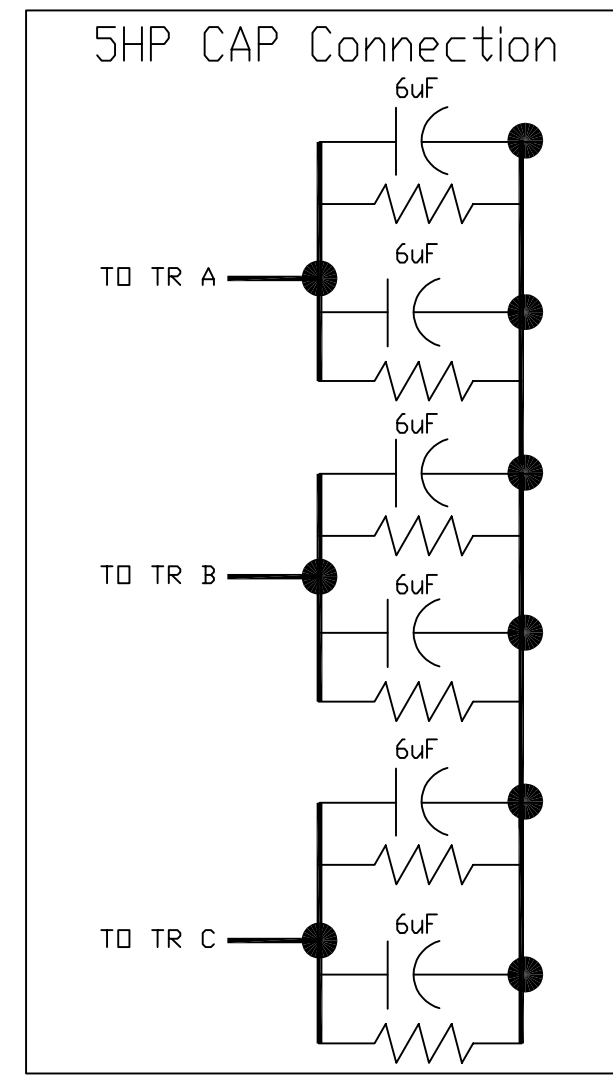 5HP CAP Connection
6uF
6uF
TO TR A
6uF
6uF
TO TR B
6uF
6uF
TO TR C